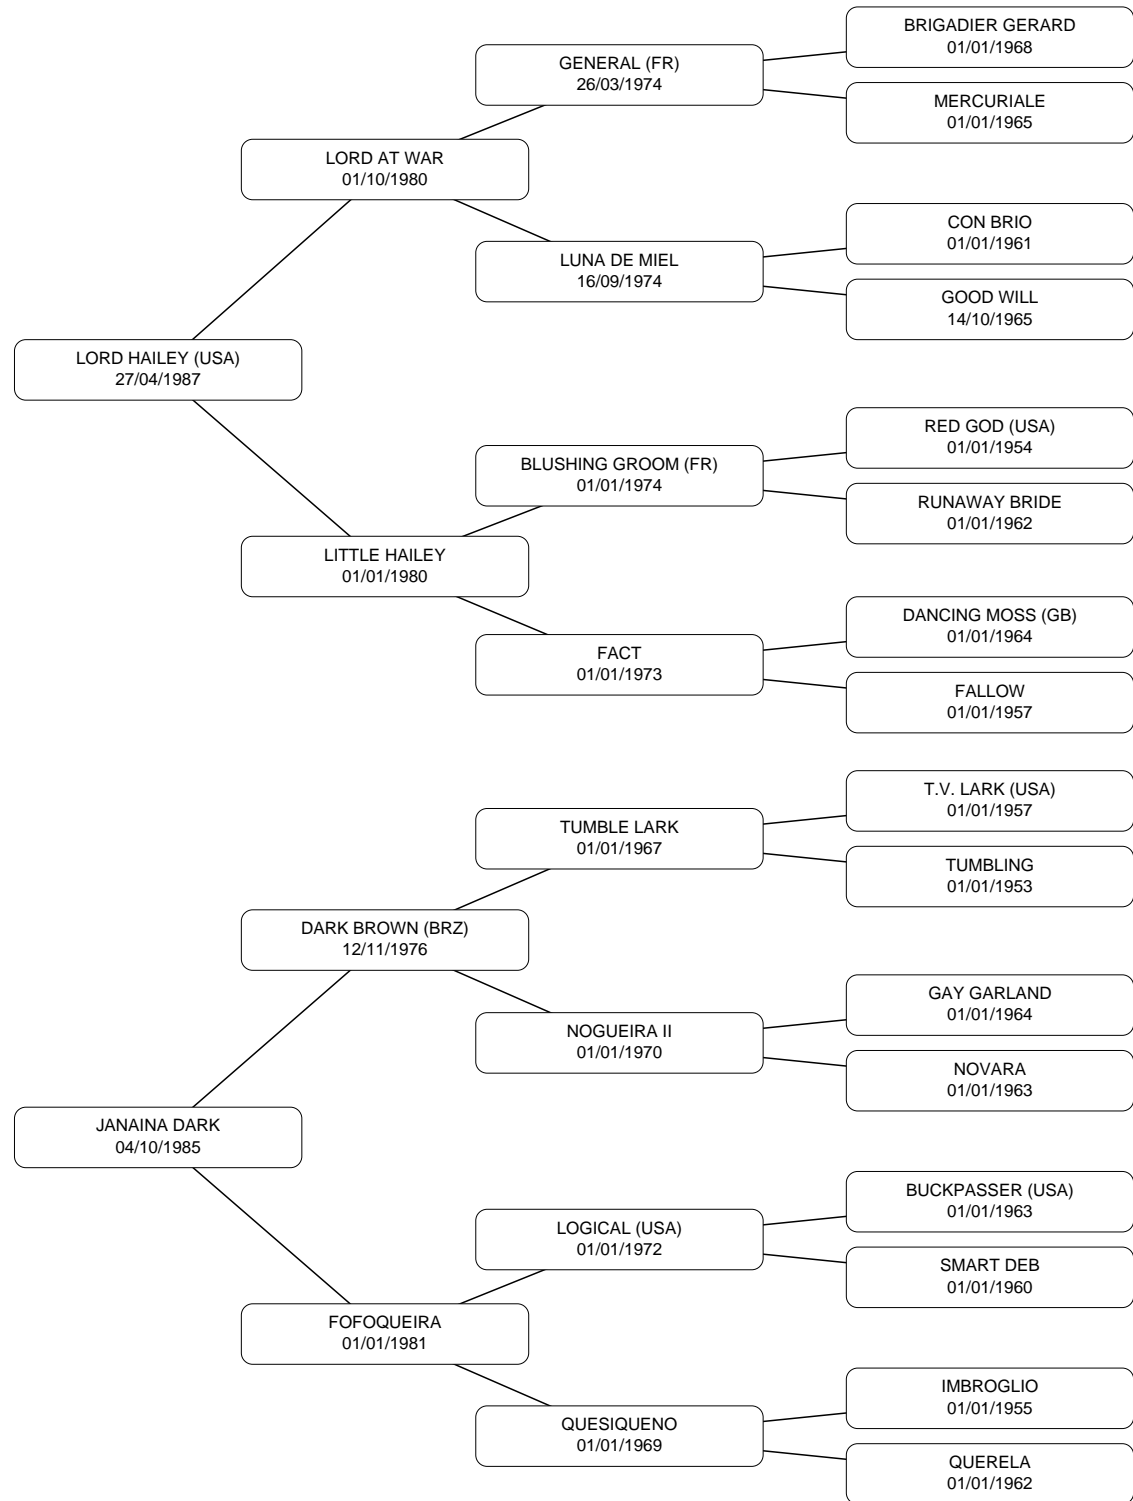 BRIGADIER GERARD
01/01/1968
GENERAL (FR)
26/03/1974
MERCURIALE
01/01/1965
LORD AT WAR
01/10/1980
CON BRIO
01/01/1961
LUNA DE MIEL
16/09/1974
GOOD WILL
14/10/1965
LORD HAILEY (USA)
27/04/1987
RED GOD (USA)
01/01/1954
BLUSHING GROOM (FR)
01/01/1974
RUNAWAY BRIDE
01/01/1962
LITTLE HAILEY
01/01/1980
DANCING MOSS (GB)
01/01/1964
FACT
01/01/1973
FALLOW
01/01/1957
T.V. LARK (USA)
01/01/1957
TUMBLE LARK
01/01/1967
TUMBLING
01/01/1953
DARK BROWN (BRZ)
12/11/1976
GAY GARLAND
01/01/1964
NOGUEIRA II
01/01/1970
NOVARA
01/01/1963
JANAINA DARK
04/10/1985
BUCKPASSER (USA)
01/01/1963
LOGICAL (USA)
01/01/1972
SMART DEB
01/01/1960
FOFOQUEIRA
01/01/1981
IMBROGLIO
01/01/1955
QUESIQUENO
01/01/1969
QUERELA
01/01/1962